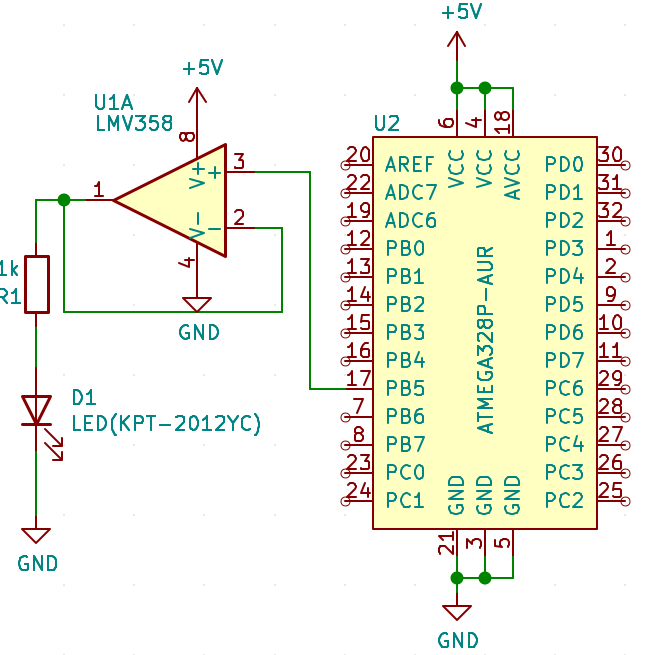 +5V
+5V
U1A
LMV358
8
3
V+
+
1
2
V-
-
4
GND
1k
R1
D1
LED(KPT-2012YC)
GND
U2
6
4
18
VCC
VCC
AVCC
20 AREF PD0 30
22 ADC7 PD1 31
19 ADC6 PD2 32
12 PB0 PD3 1
13 PB1 PD4 2
14 PB2 PD5 9
15 PB3 PD6 10
16 PB4 PD7 11
17 PB5 PC6 29
7 PB6 PC5 28
8 PB7 PC4 27
23 PC0 PC3 26
24 PC1 PC2 25
ATMEGA328P-AUR
GND
GND
GND
21
3
5
GND